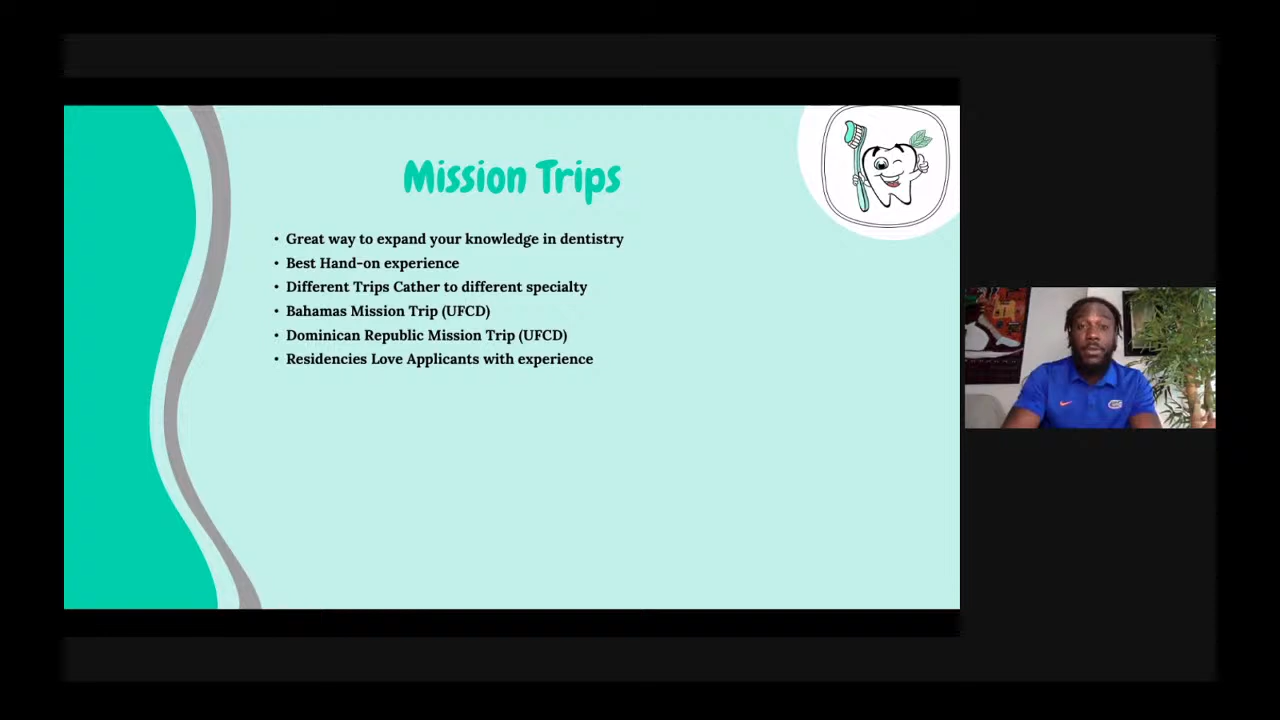 Mission Trips
• Great way to expand your knowledge in dentistry
• Best Hand-on experience
• Different Trips Cather to different specialty
• Bahamas Mission Trip (UFCD)
• Dominican Republic Mission Trip (UFCD)
• Residencies Love Applicants with experience